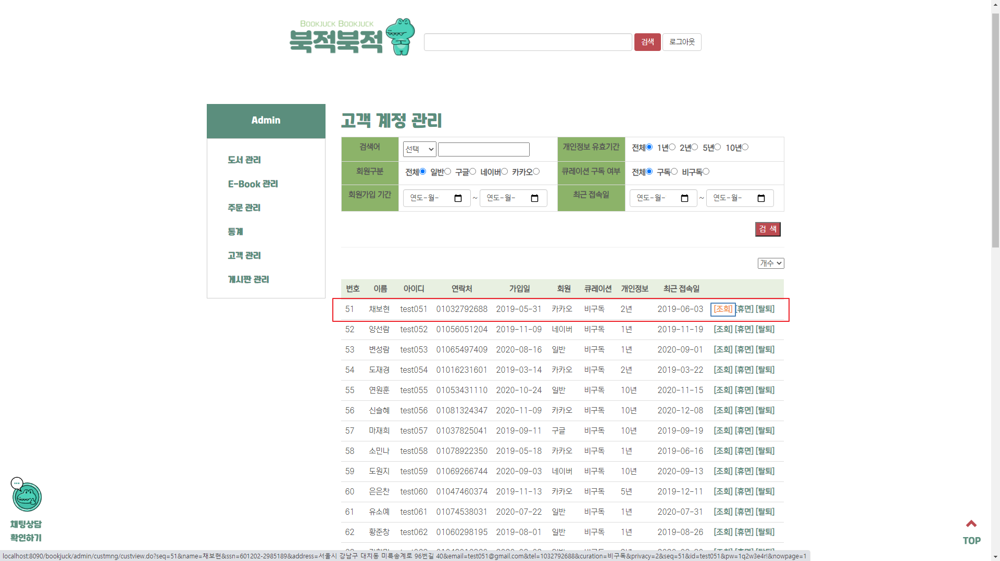 BOOKJUCK BOOKJUCK
북적북적
검색
로그아웃
Admin
도서 관리
E-Book 관리
주문 관리
통계
고객 관리
게시판 관리
고객 계정 관리
검색어 선택 개인정보 유효기간 전체 1년 2년 5년 10년
회원구분 전체 일반 구글 네이버 카카오 큐레이션 구독 여부 전체 구독 비구독
회원가입 기간 연도-월- ~ 연도-월- 최근 접속일 연도-월- ~ 연도-월-
검 색
개수
번호 이름 아이디 연락처 가입일 회원 큐레이션 개인정보 최근 접속일
51 채보현 test051 01032792688 2019-05-31 카카오 비구독 2년 2019-06-03 [조회] [휴면] [탈퇴]
52 양선람 test052 01056051204 2019-11-09 네이버 비구독 1년 2019-11-19 [조회] [휴면] [탈퇴]
53 변성람 test053 01065497409 2020-08-16 일반 비구독 1년 2020-09-01 [조회] [휴면] [탈퇴]
54 도재경 test054 01016231601 2019-03-14 카카오 비구독 2년 2019-03-22 [조회] [휴면] [탈퇴]
55 연원훈 test055 01053431110 2020-10-24 일반 비구독 10년 2020-11-15 [조회] [휴면] [탈퇴]
56 신슬혜 test056 01081324347 2020-11-09 카카오 비구독 10년 2020-12-08 [조회] [휴면] [탈퇴]
57 마재희 test057 01037825041 2019-09-11 구글 비구독 10년 2019-09-19 [조회] [휴면] [탈퇴]
58 소민나 test058 01078922350 2019-05-18 카카오 비구독 1년 2019-06-16 [조회] [휴면] [탈퇴]
59 도원지 test059 01069266744 2020-09-03 네이버 비구독 10년 2020-09-13 [조회] [휴면] [탈퇴]
60 은은찬 test060 01047460374 2019-11-13 카카오 비구독 5년 2019-12-11 [조회] [휴면] [탈퇴]
61 유소예 test061 01074538031 2020-07-22 일반 비구독 1년 2020-07-31 [조회] [휴면] [탈퇴]
62 황준창 test062 01060298195 2019-08-01 일반 비구독 1년 2019-08-26 [조회] [휴면] [탈퇴]
채팅상담
확인하기
TOP
localhost:8090/bookjuck/admin/custmng/custview.do?seq=51&name=채보현&ssn=601202-2985189&address=서울시 강남구 대치동 미륵송계로 96번길 40&email=test051@gmail.com&tel=1032792688&curation=비구독&privacy=2&seq=51&id=test051&pw=1q2w3e4r!&nowpage=1